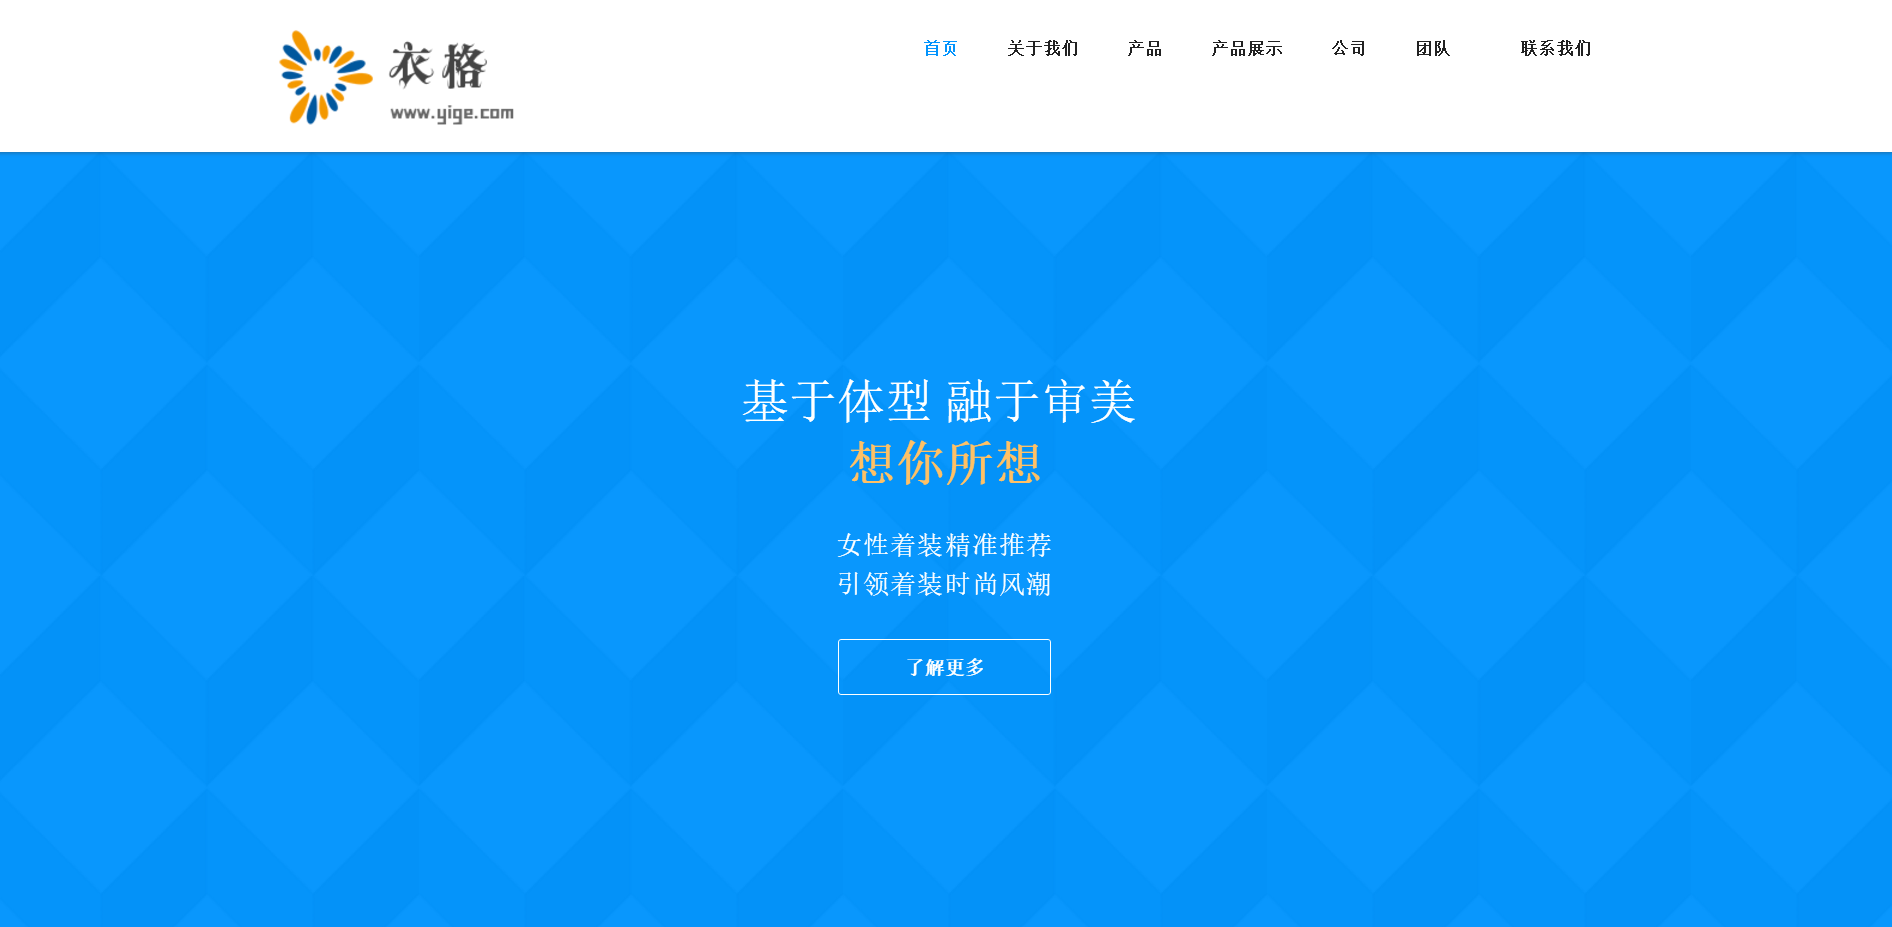 衣格
www.yige.com
首页 关于我们 产品 产品展示 公司 团队 联系我们
基于体型 融于审美
想你所想
女性着装精准推荐
引领着装时尚风潮
了解更多